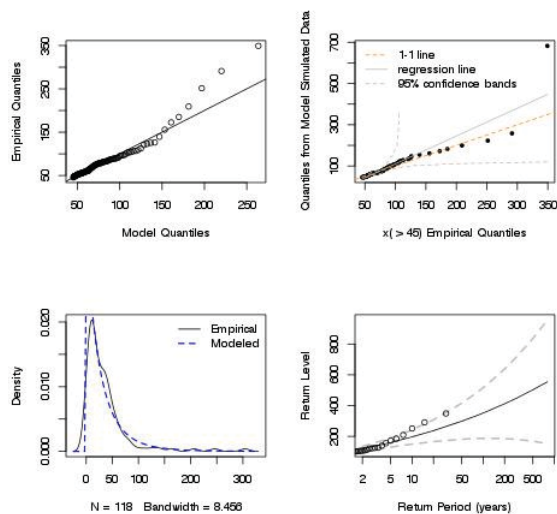 350
250
150
50
Empirical Quantiles
50
100
150
200
250
Model Quantiles
700
500
300
100
Quantiles from Model Simulated Data
1-1 line
regression line
95% confidence bands
50
100
150
200
250
300
350
x( > 45) Empirical Quantiles
0.020
0.010
0.000
Density
Empirical
Modeled
0
100
200
300
N = 118 Bandwidth = 8.456
800
600
400
200
Return Level
2
5
10
50
200
500
Return Period (years)